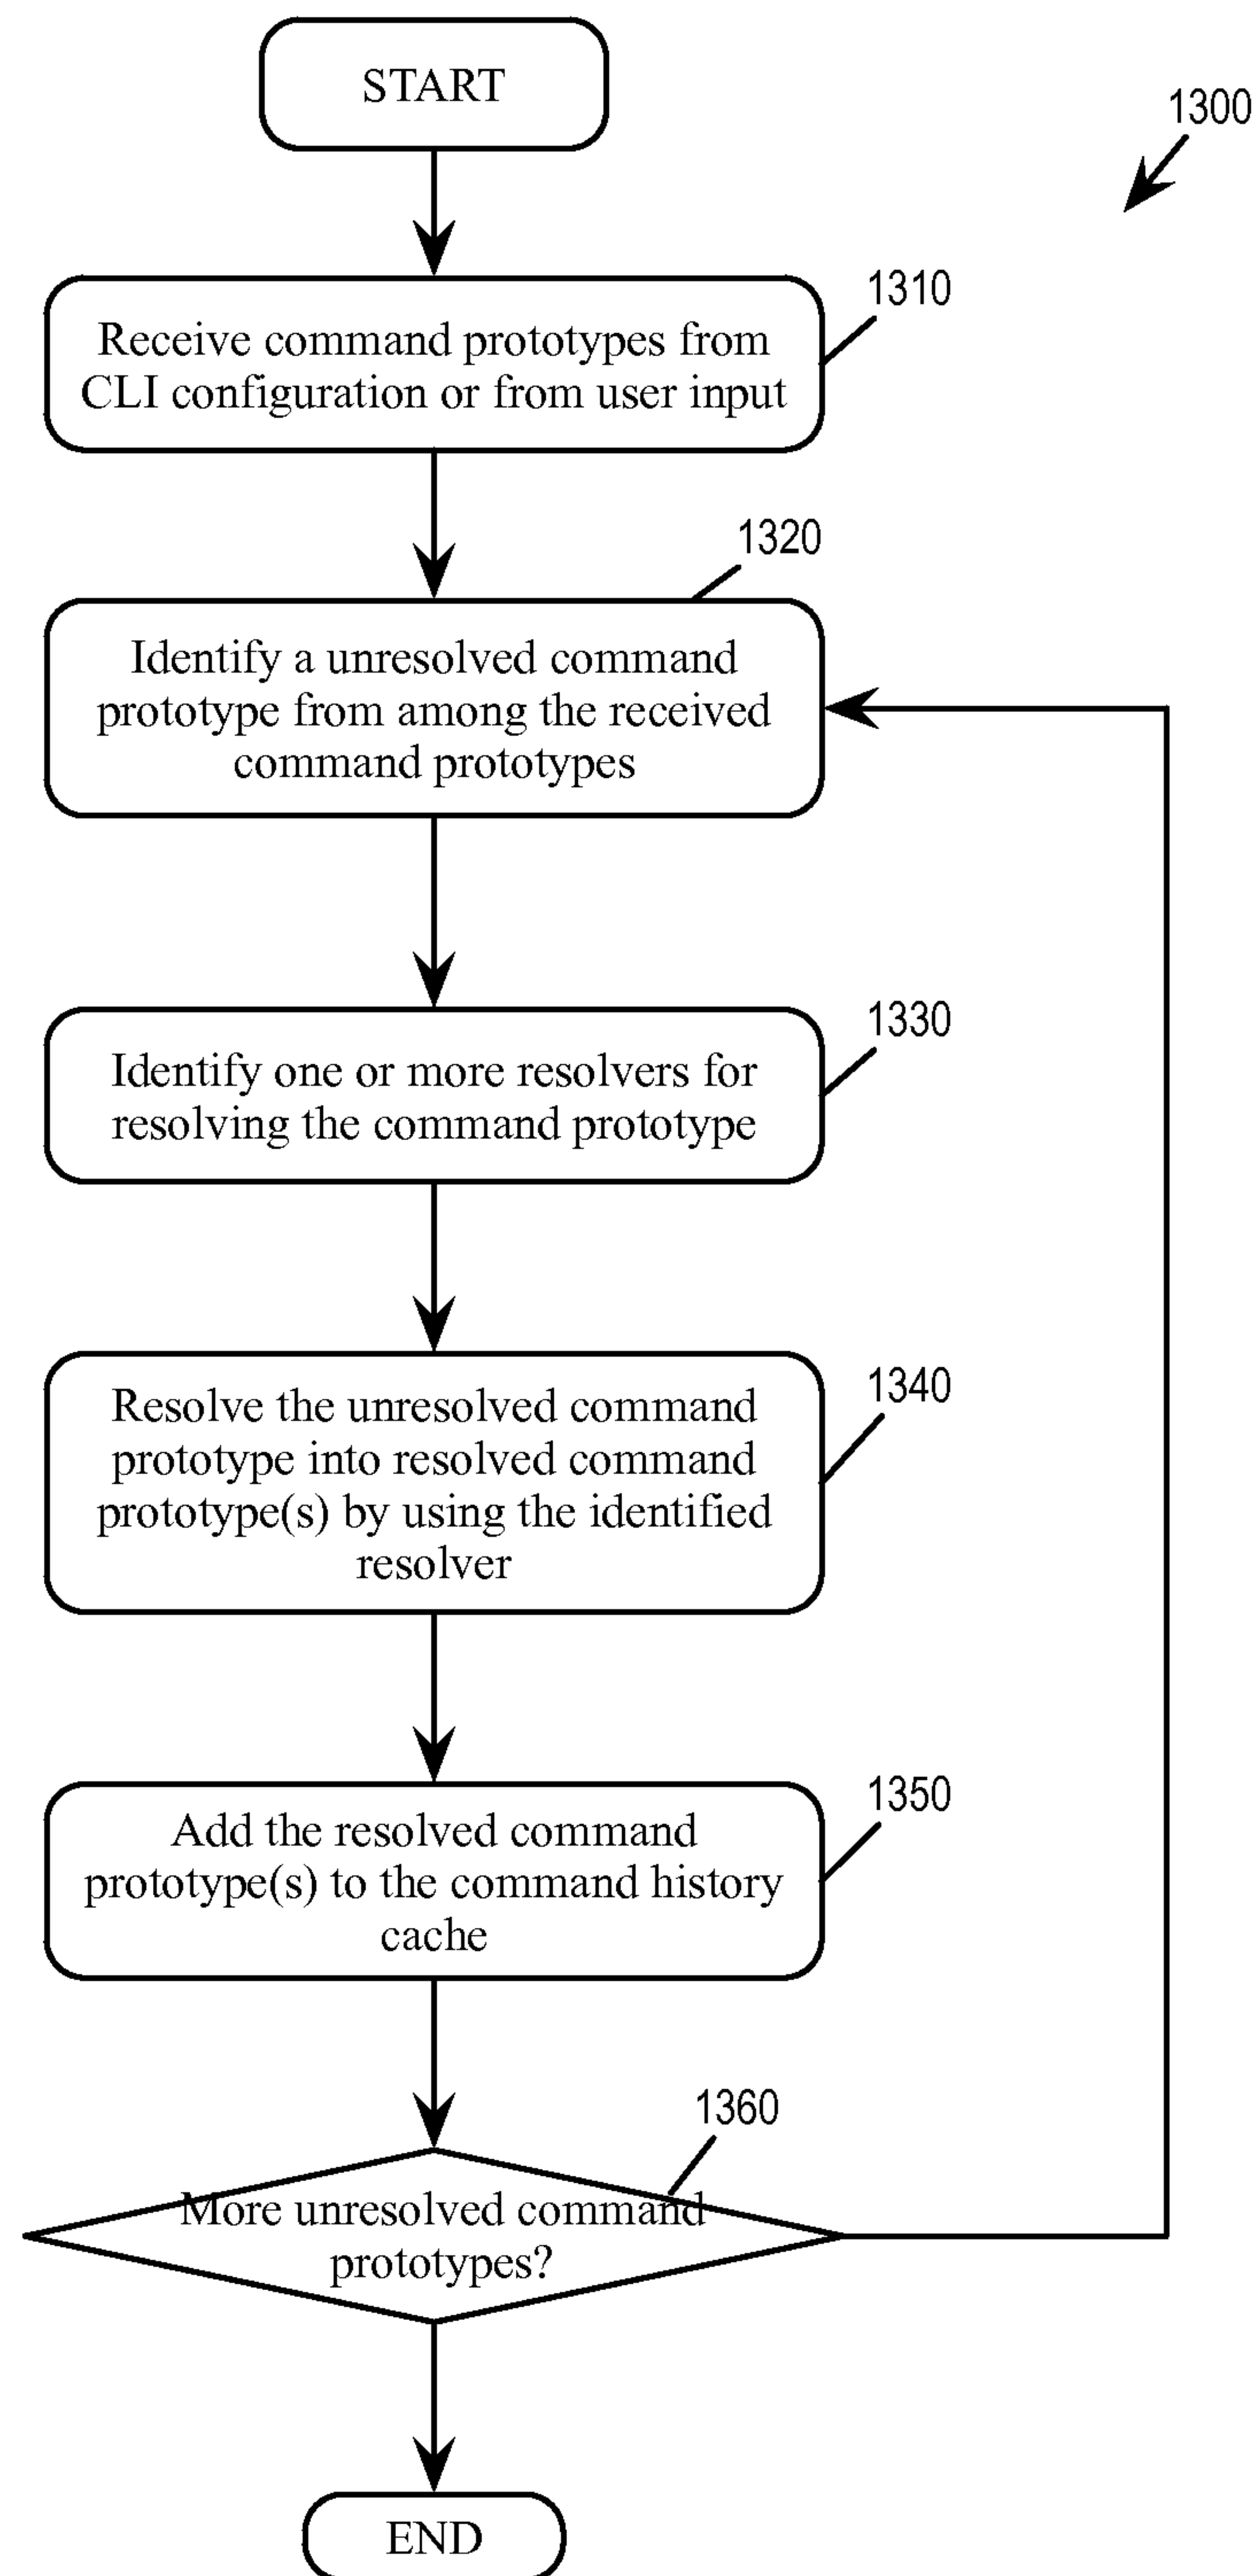 START
1300
1310
Receive command prototypes from
CLI configuration or from user input
1320
Identify a unresolved command
prototype from among the received
command prototypes
1330
Identify one or more resolvers for
resolving the command prototype
1340
Resolve the unresolved command
prototype into resolved command
prototype(s) by using the identified
resolver
1350
Add the resolved command
prototype(s) to the command history
cache
1360
More unresolved command
prototypes?
END